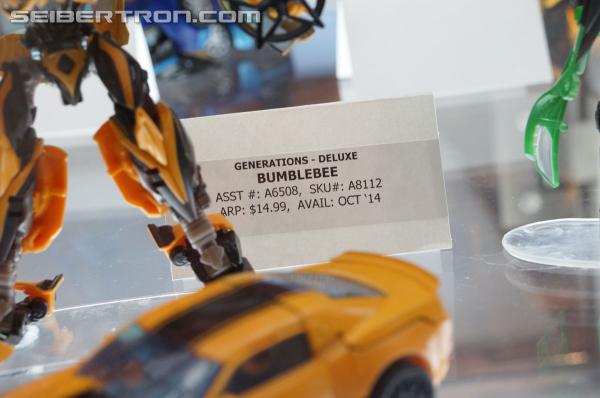 SEIBERTRON.COM
GENERATIONS - DELUXE
BUMBLEBEE
ASST #: A6508, SKU#: A8112
ARP: $14.99, AVAIL: OCT '14